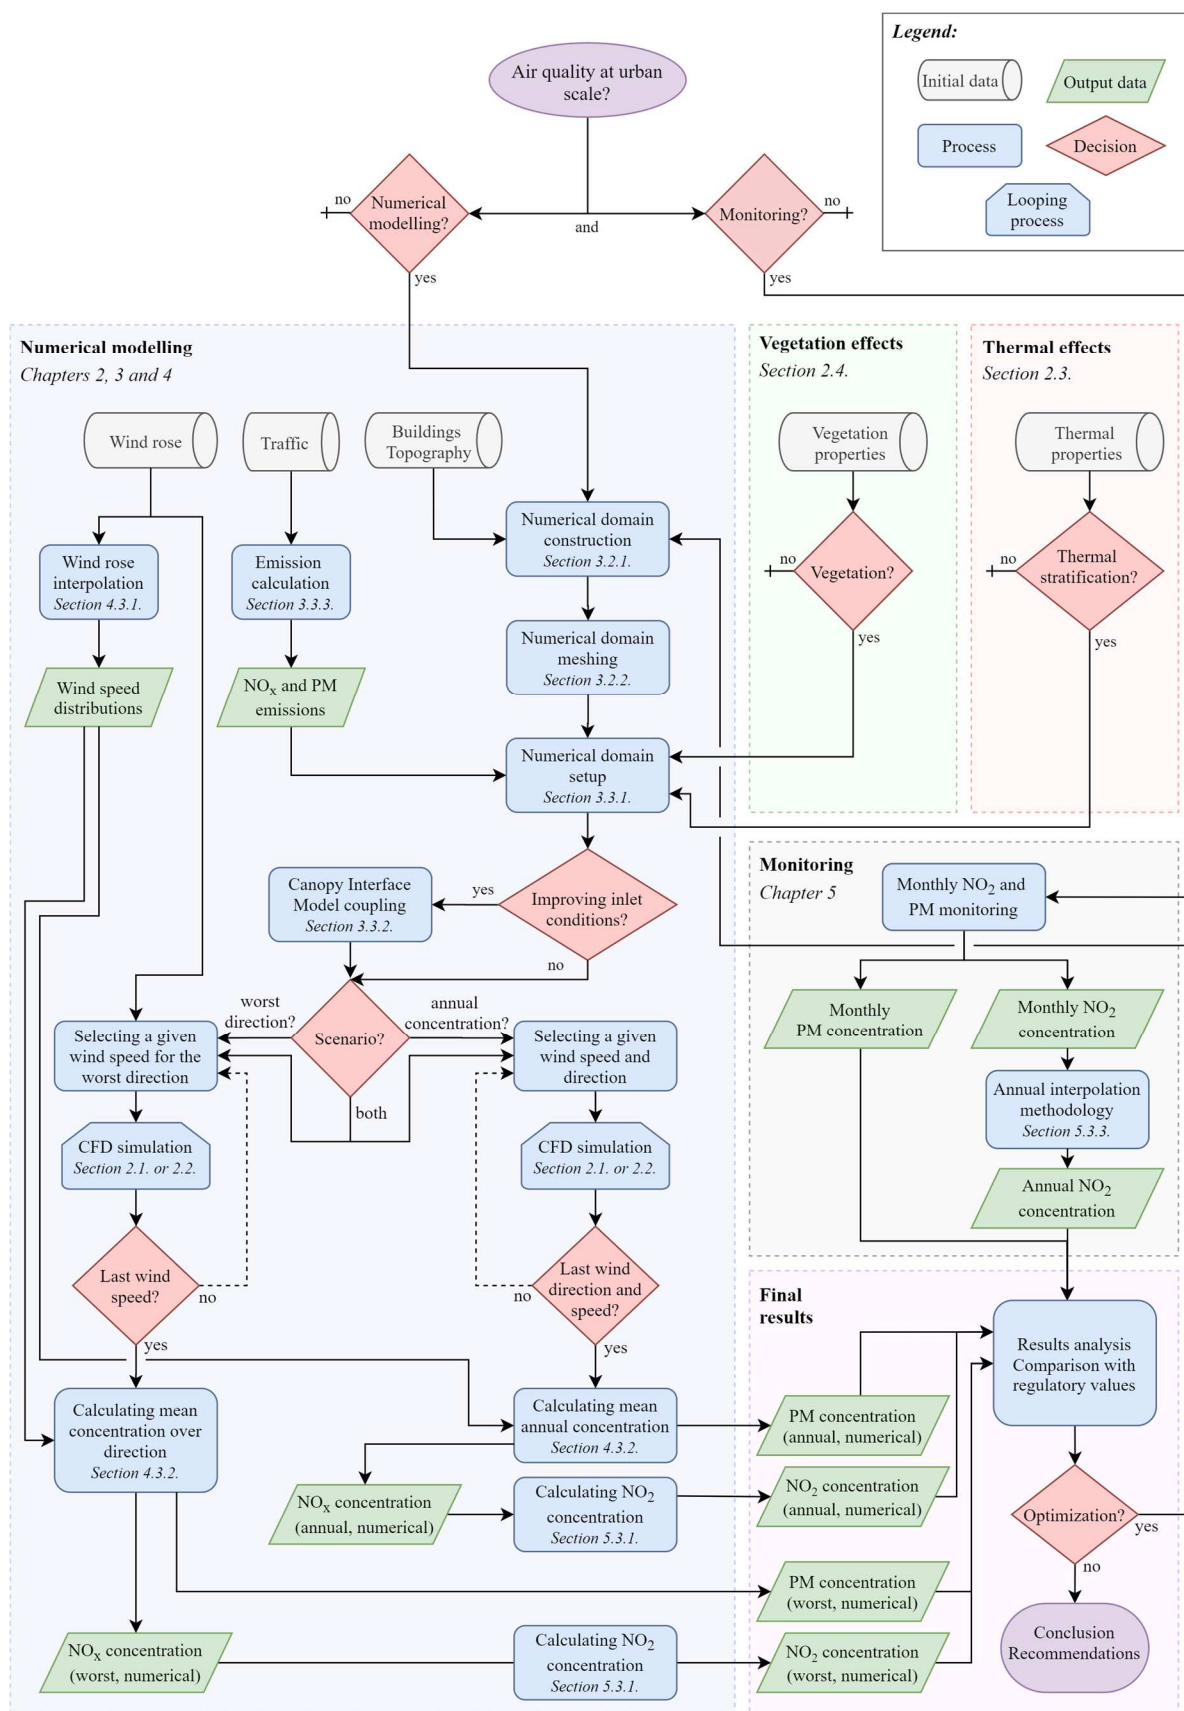 Legend:
Initial data
Output data
Process
Decision
Looping
process
Air quality at urban
scale?
no
Numerical
modelling?
and
Monitoring?
no
yes
yes
Numerical modelling
Chapters 2, 3 and 4
Vegetation effects
Section 2.4.
Thermal effects
Section 2.3.
Wind rose
Traffic
Buildings
Topography
Vegetation
properties
Thermal
properties
Wind rose
interpolation
Section 4.3.1.
Emission
calculation
Section 3.3.3.
Numerical domain
construction
Section 3.2.1.
no
Vegetation?
yes
no
Thermal
stratification?
yes
Wind speed
distributions
NOx and PM
emissions
Numerical domain
meshing
Section 3.2.2.
Numerical domain
setup
Section 3.3.1.
Canopy Interface
Model coupling
Section 3.3.2.
yes
Improving inlet
conditions?
no
Monitoring
Chapter 5
Monthly NO2 and
PM monitoring
Monthly
PM concentration
Monthly NO2
concentration
Annual interpolation
methodology
Section 5.3.3.
Annual NO2
concentration
worst
direction?
Scenario?
annual
concentration?
both
Selecting a given
wind speed for the
worst direction
Selecting a given
wind speed and
direction
CFD simulation
Section 2.1. or 2.2.
CFD simulation
Section 2.1. or 2.2.
Last wind
speed?
no
yes
Last wind
direction and
speed?
no
yes
Final
results
Results analysis
Comparison with
regulatory values
Calculating mean
concentration over
direction
Section 4.3.2.
Calculating mean
annual concentration
Section 4.3.2.
PM concentration
(annual, numerical)
NOx concentration
(annual, numerical)
Calculating NO2
concentration
Section 5.3.1.
NO2 concentration
(annual, numerical)
Optimization?
yes
no
PM concentration
(worst, numerical)
NOx concentration
(worst, numerical)
Calculating NO2
concentration
Section 5.3.1.
NO2 concentration
(worst, numerical)
Conclusion
Recommendations